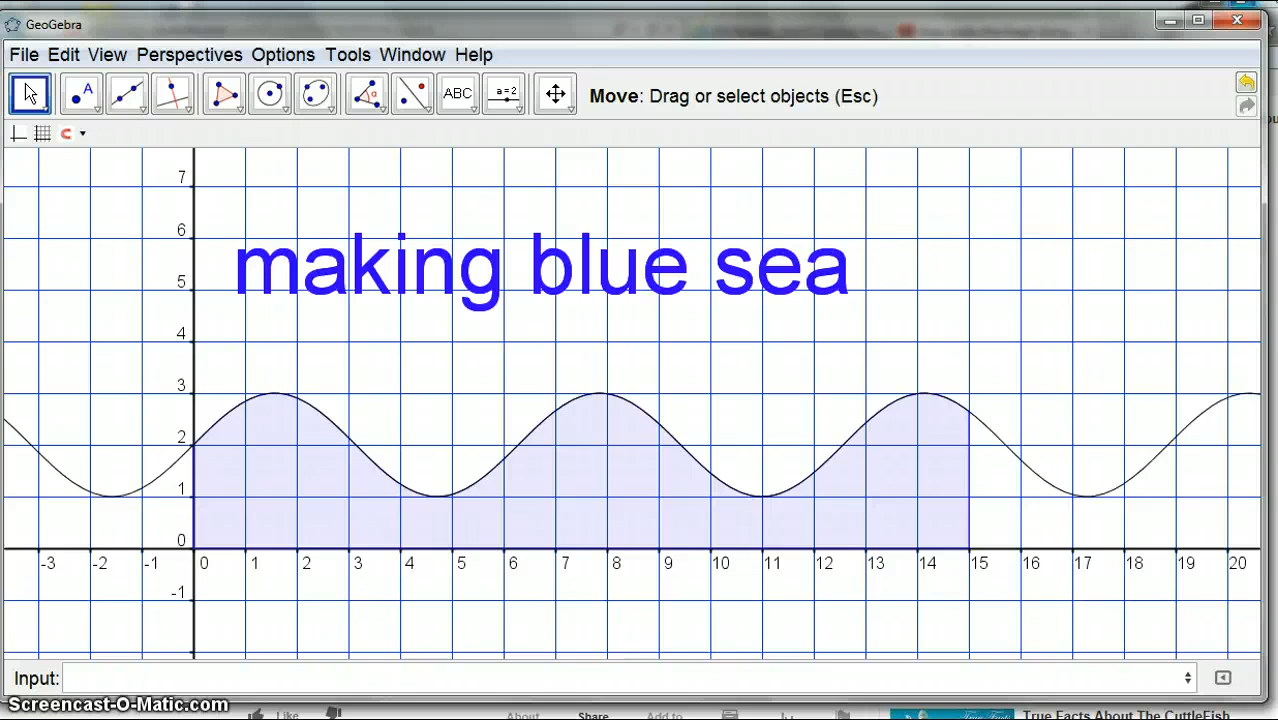 GeoGebra
File Edit View Perspectives Options Tools Window Help
A
α
ABC
a=2
Move: Drag or select objects (Esc)
7
6
making blue sea
5
4
3
2
1
0
-3 -2 -1 0 1 2 3 4 5 6 7 8 9 10 11 12 13 14 15 16 17 18 19 20
-1
Input:
Screencast-O-Matic.com
Like About Share Add to True Facts About The CuttleFish